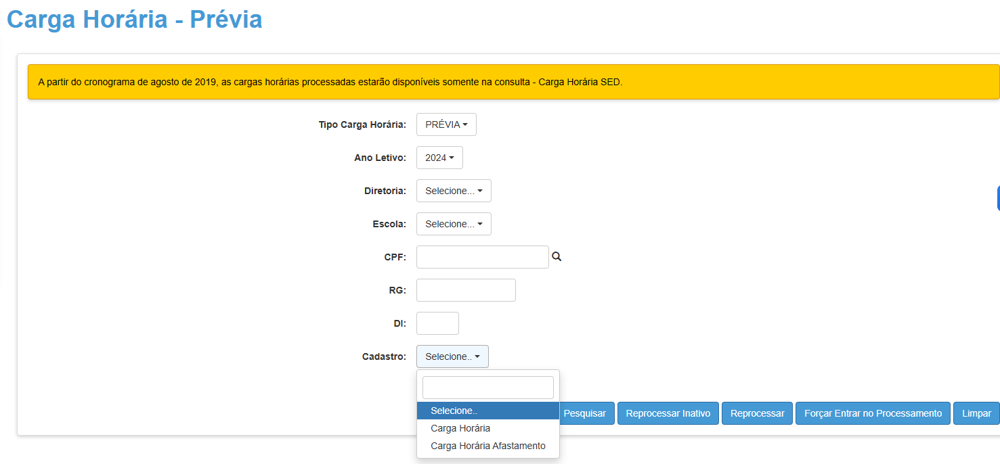 Carga Horária - Prévia
A partir do cronograma de agosto de 2019, as cargas horárias processadas estarão disponíveis somente na consulta - Carga Horária SED.
Tipo Carga Horária: PRÉVIA
Ano Letivo: 2024
Diretoria: Selecione...
Escola: Selecione...
CPF:
RG:
DI:
Cadastro: Selecione..
Selecione..
Carga Horária
Carga Horária Afastamento
Pesquisar Reprocessar Inativo Reprocessar Forçar Entrar no Processamento Limpar